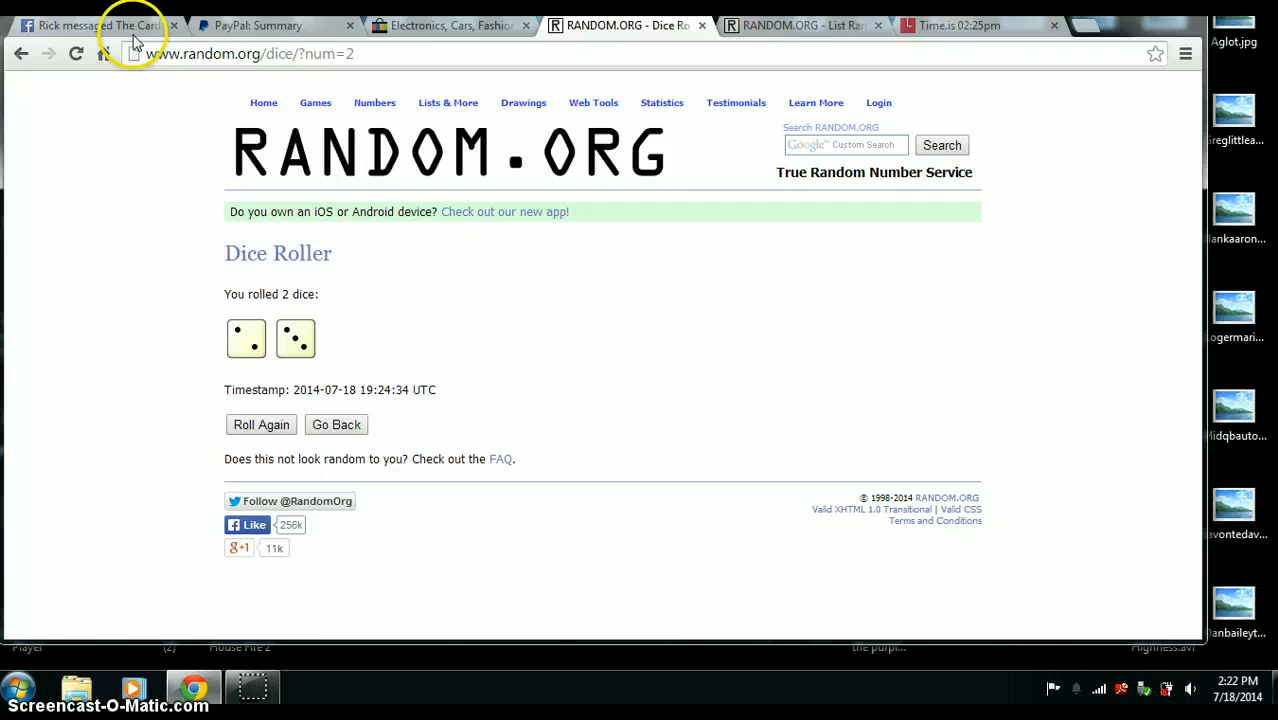 Rick messaged The Card
PayPal: Summary
Electronics, Cars, Fashion
RANDOM.ORG - Dice Ro
RANDOM.ORG - List Ran
Time.is 02:25pm
www.random.org/dice/?num=2
Home Games Numbers Lists & More Drawings Web Tools Statistics Testimonials Learn More Login
RANDOM.ORG
Search RANDOM.ORG
Google™ Custom Search
Search
True Random Number Service
Do you own an iOS or Android device? Check out our new app!
Dice Roller
You rolled 2 dice:
Timestamp: 2014-07-18 19:24:34 UTC
Roll Again
Go Back
Does this not look random to you? Check out the FAQ.
Follow @RandomOrg
Like 256k
g+1 11k
© 1998-2014 RANDOM.ORG
Valid XHTML 1.0 Transitional | Valid CSS
Terms and Conditions
Aglot.jpg
reglittlea...
lankaaron...
ogermari...
Midqbauto...
avontedav...
anbaileyt...
Player
(2)
House Fire 2
the purpl...
Highness.avi
2:22 PM
7/18/2014
Screencast-O-Matic.com